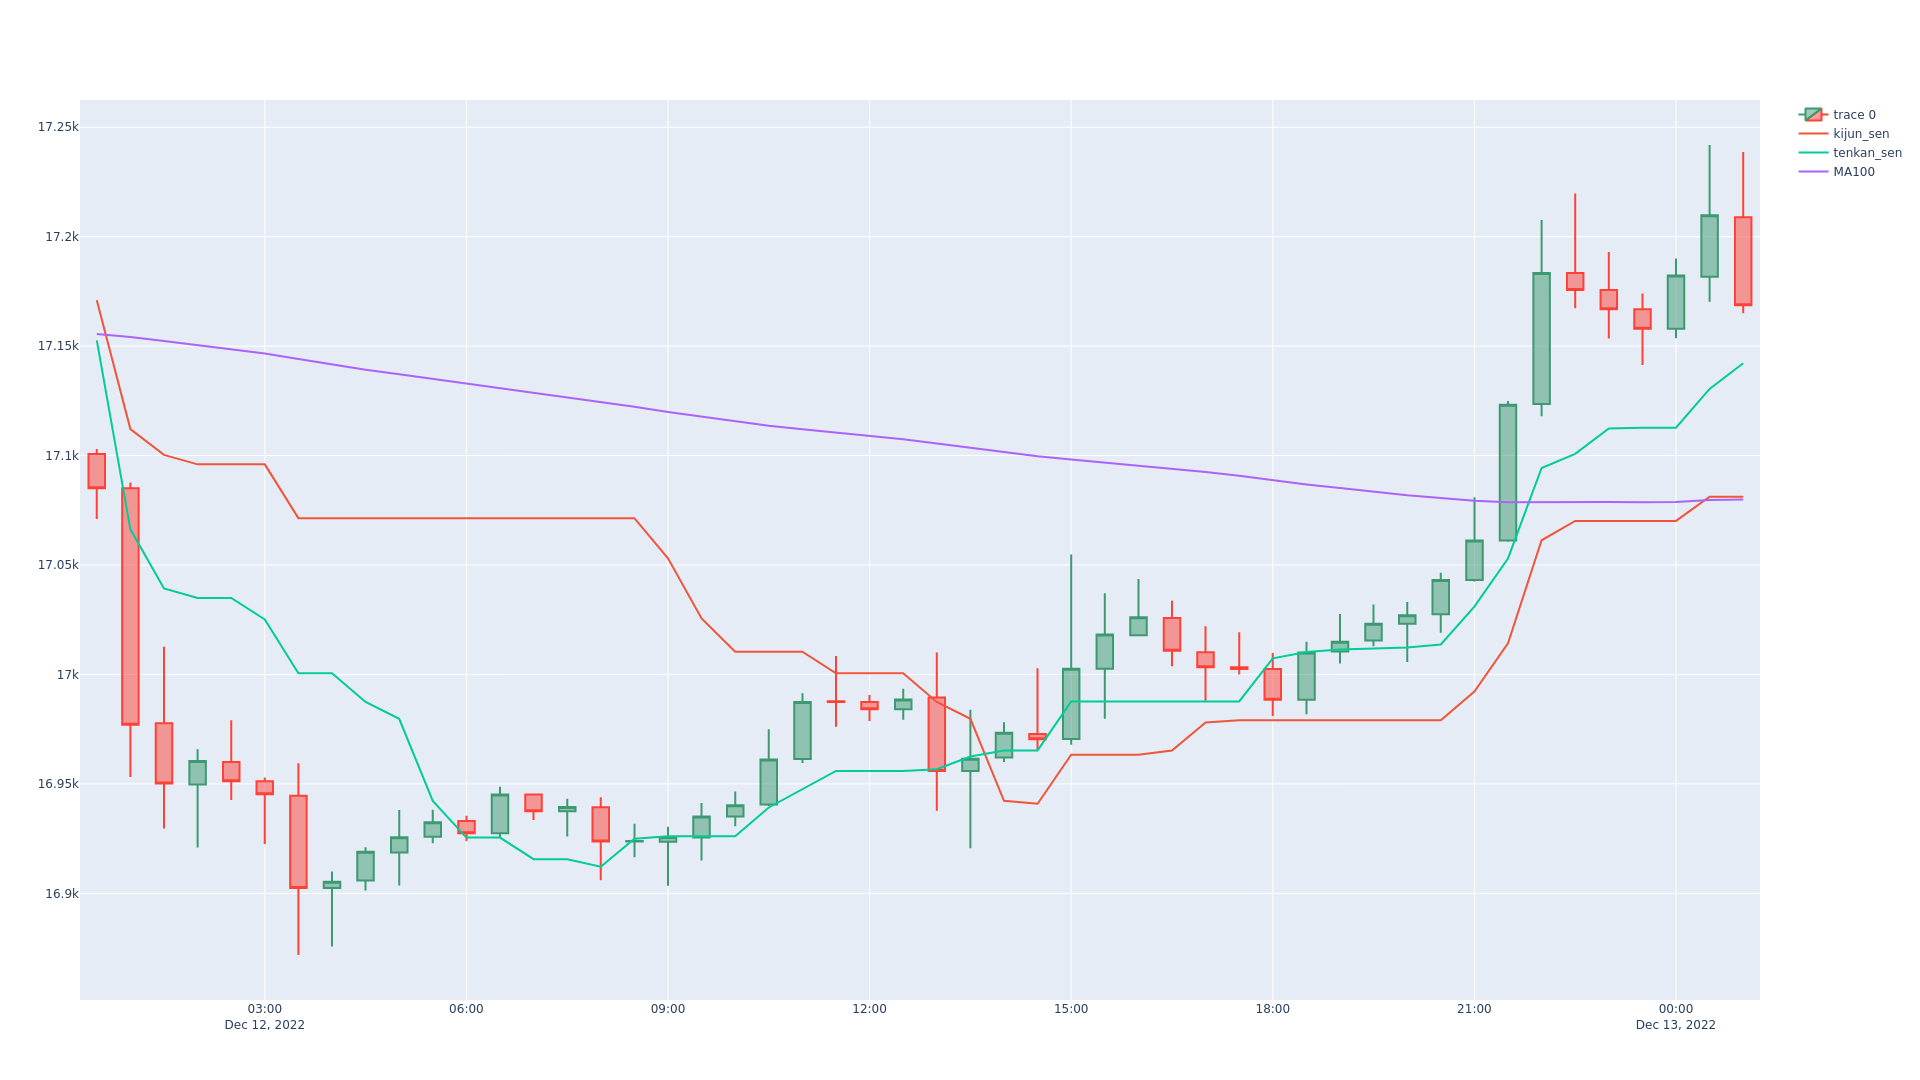 trace 0
kijun_sen
tenkan_sen
MA100
17.25k
17.2k
17.15k
17.1k
17.05k
17k
16.95k
16.9k
03:00
Dec 12, 2022
06:00
09:00
12:00
15:00
18:00
21:00
00:00
Dec 13, 2022